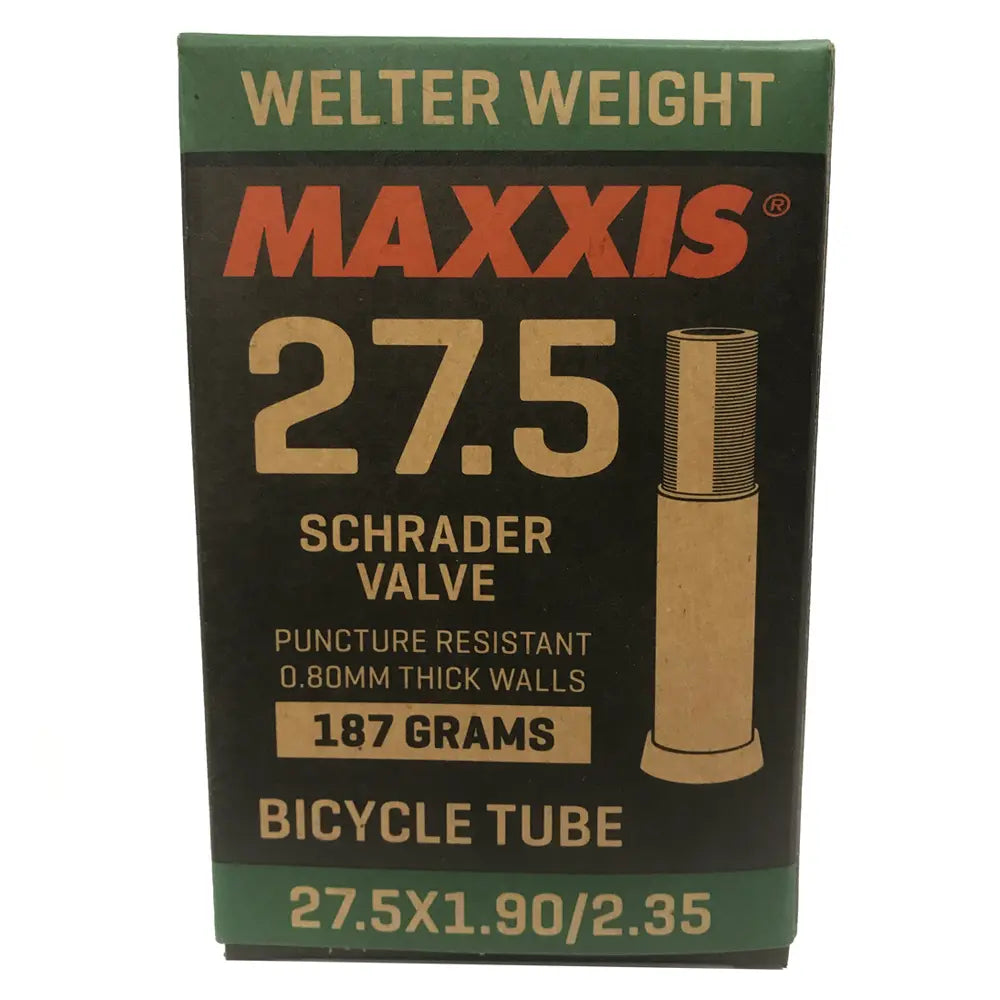 WELTER WEIGHT
MAXXIS®
27.5
SCHRADER
VALVE
PUNCTURE RESISTANT
0.80MM THICK WALLS
187 GRAMS
BICYCLE TUBE
27.5X1.90/2.35